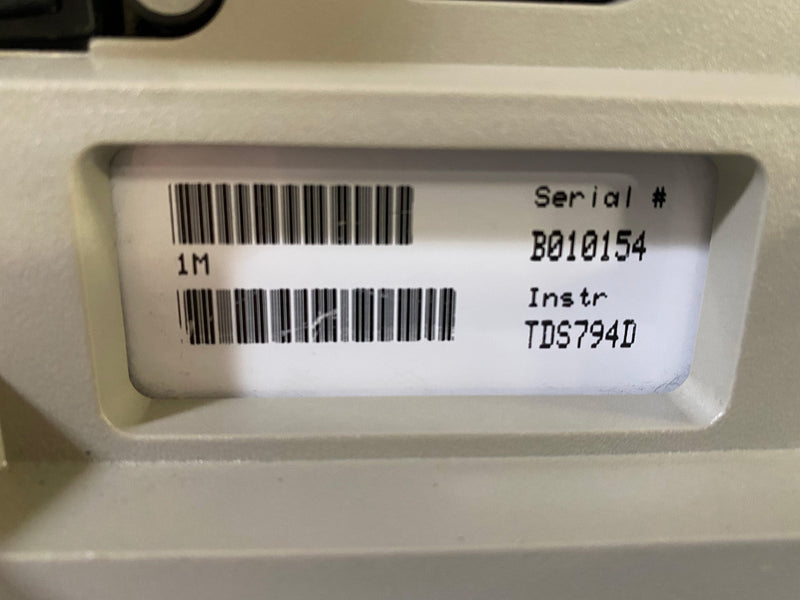 Serial #
B010154
1M
Instr
TDS794D